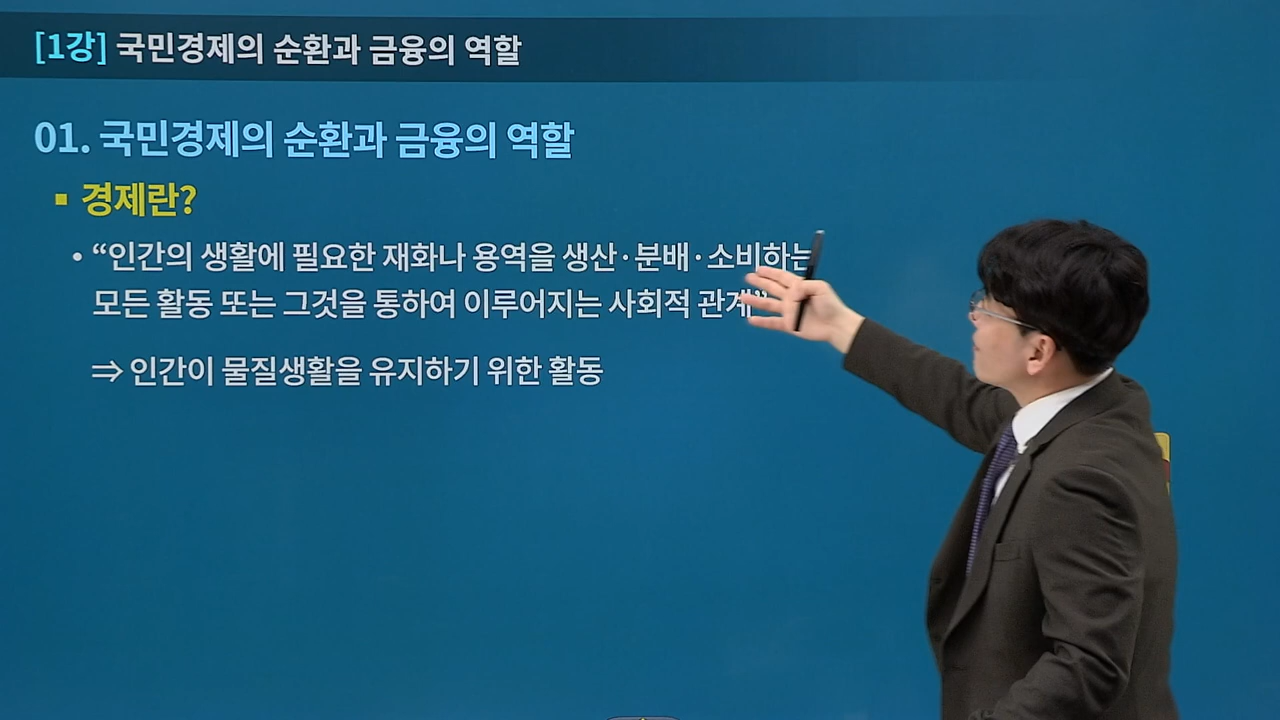 [1강] 국민경제의 순환과 금융의 역할
01. 국민경제의 순환과 금융의 역할
▪ 경제란?
• “인간의 생활에 필요한 재화나 용역을 생산·분배·소비하는
모든 활동 또는 그것을 통하여 이루어지는 사회적 관계”
⇒ 인간이 물질생활을 유지하기 위한 활동